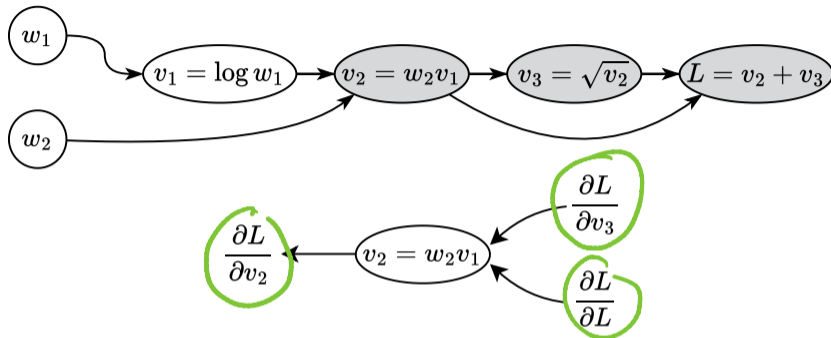 w₁
v₁ = log w₁
v₂ = w₂v₁
v₃ = √v₂
L = v₂ + v₃
w₂
∂L/∂v₃
∂L/∂v₂
v₂ = w₂v₁
∂L/∂L